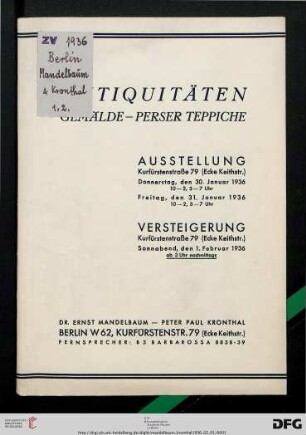 ZV 1936
Berlin
Mandelbaum
& Kronthal
1,2.
TIQUITÄTEN
GEMÄLDE – PERSER TEPPICHE
AUSSTELLUNG
Kurfürstenstraße 79 (Ecke Keithstr.)
Donnerstag, den 30. Januar 1936
10–2, 3–7 Uhr
Freitag, den 31. Januar 1936
10–2, 3–7 Uhr
VERSTEIGERUNG
Kurfürstenstraße 79 (Ecke Keithstr.)
Sonnabend, den 1. Februar 1936
ab 3 Uhr nachmittags
DR. ERNST MANDELBAUM — PETER PAUL KRONTHAL
BERLIN W 62, KURFÜRSTENSTR. 79 (Ecke Keithstr.)
FERNSPRECHER: B5 BARBAROSSA 8838-39
DFG